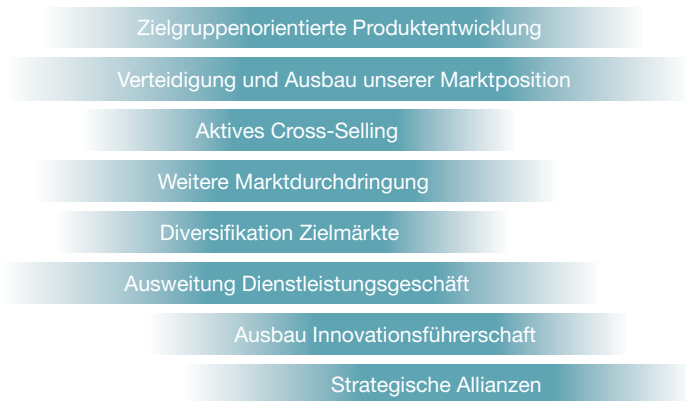 Zielgruppenorientierte Produktentwicklung
Verteidigung und Ausbau unserer Marktposition
Aktives Cross-Selling
Weitere Marktdurchdringung
Diversifikation Zielmärkte
Ausweitung Dienstleistungsgeschäft
Ausbau Innovationsführerschaft
Strategische Allianzen